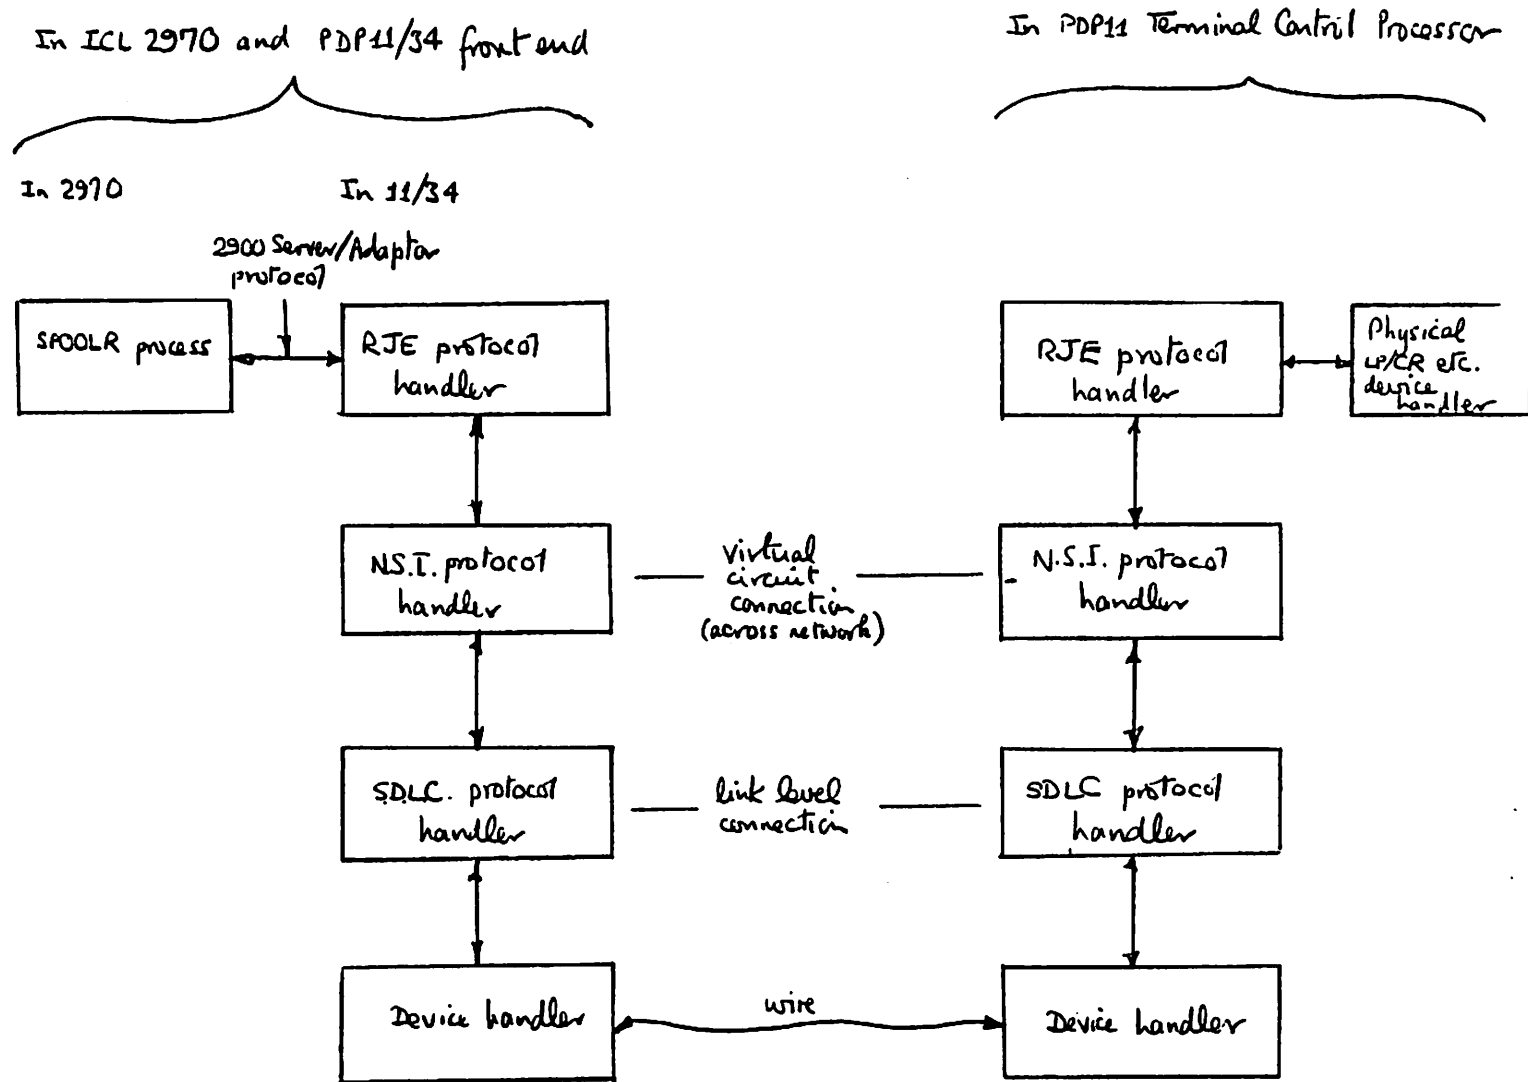 In ICL 2970 and PDP11/34 front end
In PDP11 Terminal Control Processor
In 2970
In 11/34
2900 Server/Adaptor
protocol
SPOOLR process
RJE protocol
handler
RJE protocol
handler
Physical
LP/CR etc.
device
handler
N.S.I. protocol
handler
virtual
circuit
connection
(across network)
N.S.I. protocol
handler
S.D.L.C. protocol
handler
link level
connection
SDLC protocol
handler
Device handler
wire
Device handler